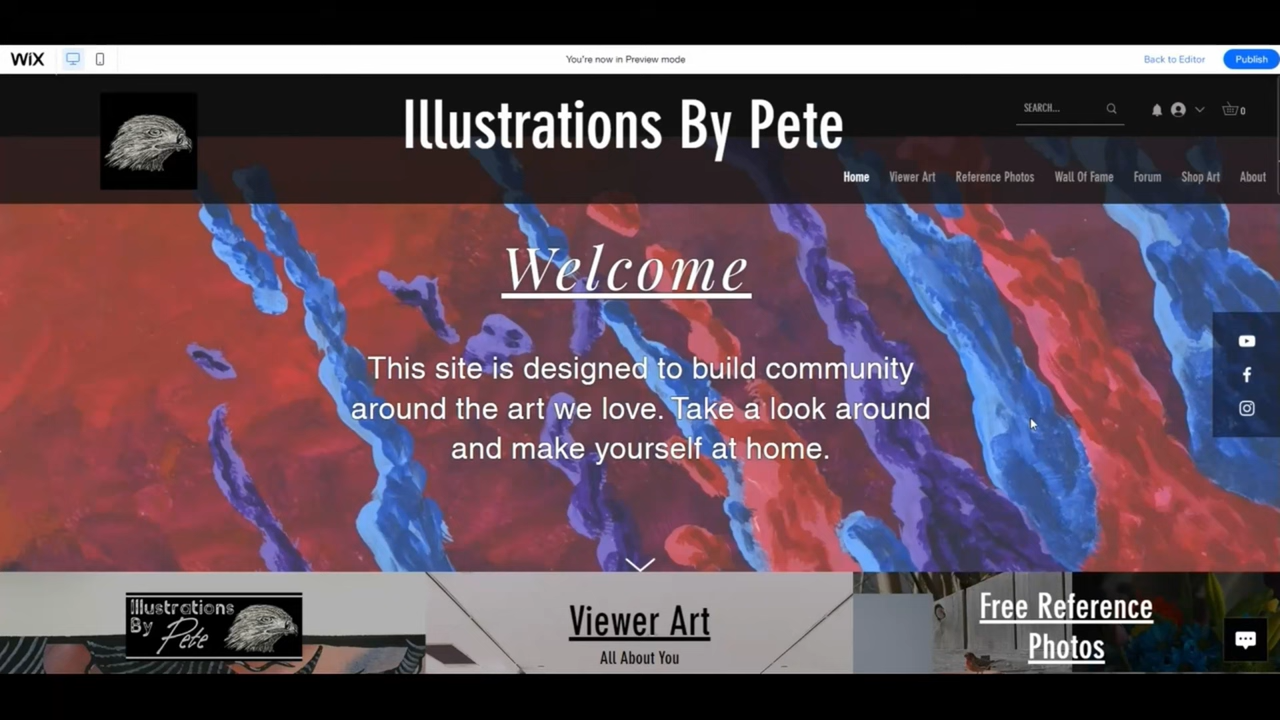 WiX
You're now in Preview mode
Back to Editor
Publish
Illustrations By Pete
SEARCH...
0
Home
Viewer Art
Reference Photos
Wall Of Fame
Forum
Shop Art
About
Welcome
This site is designed to build community
around the art we love. Take a look around
and make yourself at home.
Illustrations
By Pete
Viewer Art
All About You
Free Reference
Photos